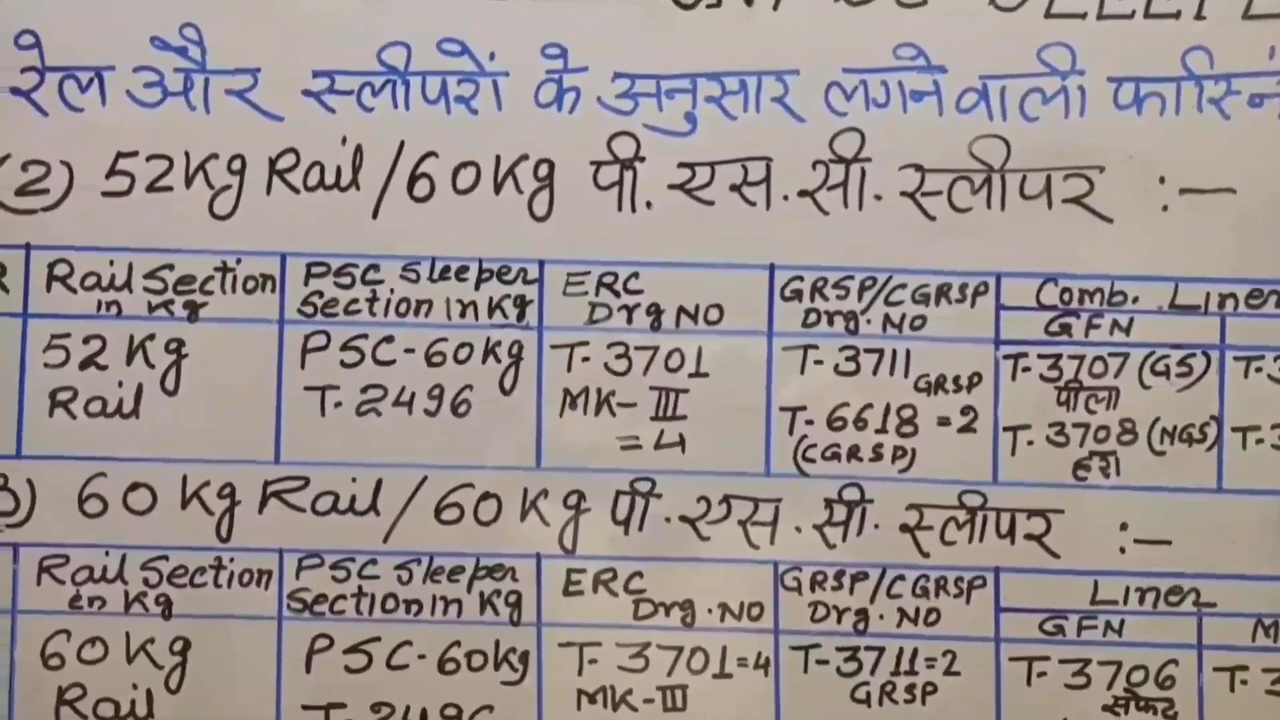 रेल और स्लीपरों के अनुसार लगने वाली
(2) 52Kg Rail/60Kg पी. एस. सी. स्लीपर :-
Rail Section in Kg
PSC Sleeper Section in Kg
ERC Drg NO
GRSP/CGRSP Drg. NO
Comb. Liner
GFN
52 Kg Rail
PSC-60kg T. 2496
T-3701 MK-III =4
T-3711 GRSP
T-6618 =2 (CGRSP)
T-3707 (GS) पीला
T. 3708 (NGS) हरा
3) 60 Kg Rail/60Kg पी.एस.सी. स्लीपर :-
Rail Section in Kg
PSC Sleeper Section in Kg
ERC Drg. NO
GRSP/CGRSP Drg. NO
Liner
GFN
M
60Kg Rail
PSC-60Kg
T-3701=4 MK-III
T-3711=2 GRSP
T-3706 सफेद